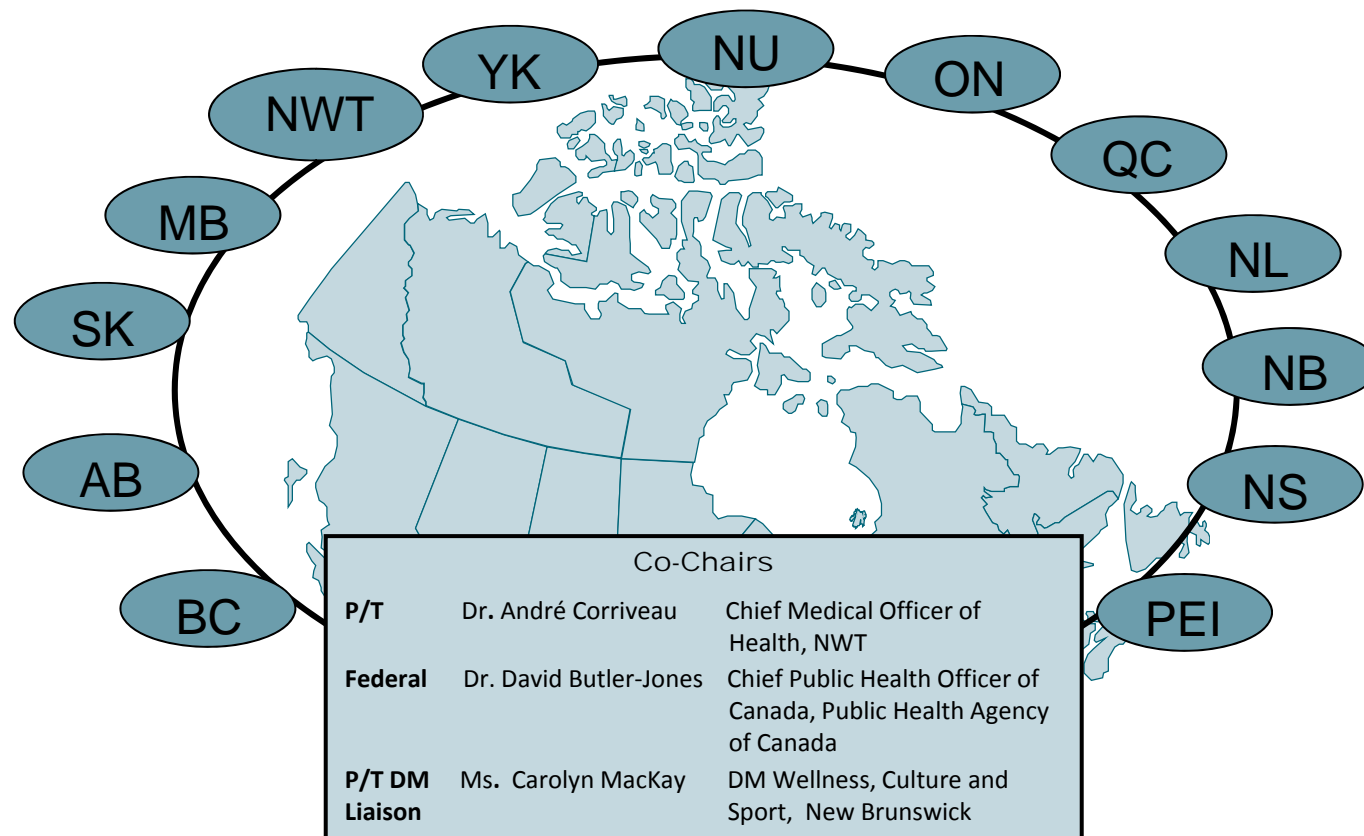 NU
YK
ON
NWT
QC
MB
NL
SK
NB
AB
NS
BC
PEI
Co-Chairs
P/T Dr. André Corriveau Chief Medical Officer of
Health, NWT
Federal Dr. David Butler-Jones Chief Public Health Officer of
Canada, Public Health Agency
of Canada
P/T DM Ms. Carolyn MacKay DM Wellness, Culture and
Liaison Sport, New Brunswick